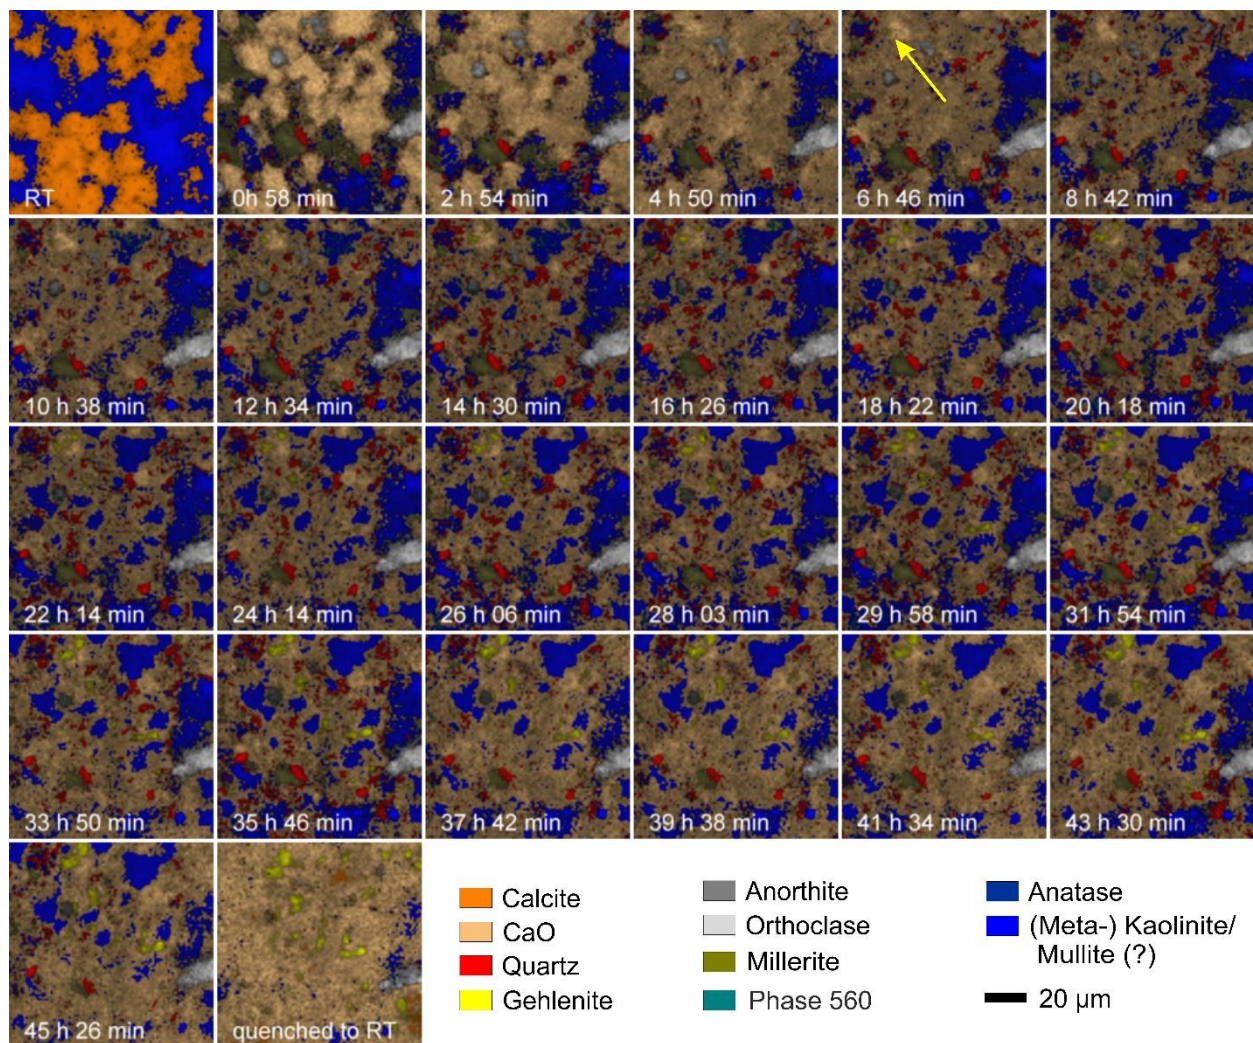 RT
0h 58 min
2 h 54 min
4 h 50 min
6 h 46 min
8 h 42 min
10 h 38 min
12 h 34 min
14 h 30 min
16 h 26 min
18 h 22 min
20 h 18 min
22 h 14 min
24 h 14 min
26 h 06 min
28 h 03 min
29 h 58 min
31 h 54 min
33 h 50 min
35 h 46 min
37 h 42 min
39 h 38 min
41 h 34 min
43 h 30 min
45 h 26 min
quenched to RT
Calcite
CaO
Quartz
Gehlenite
Anorthite
Orthoclase
Millerite
Phase 560
Anatase
(Meta-) Kaolinite/
Mullite (?)
20 µm